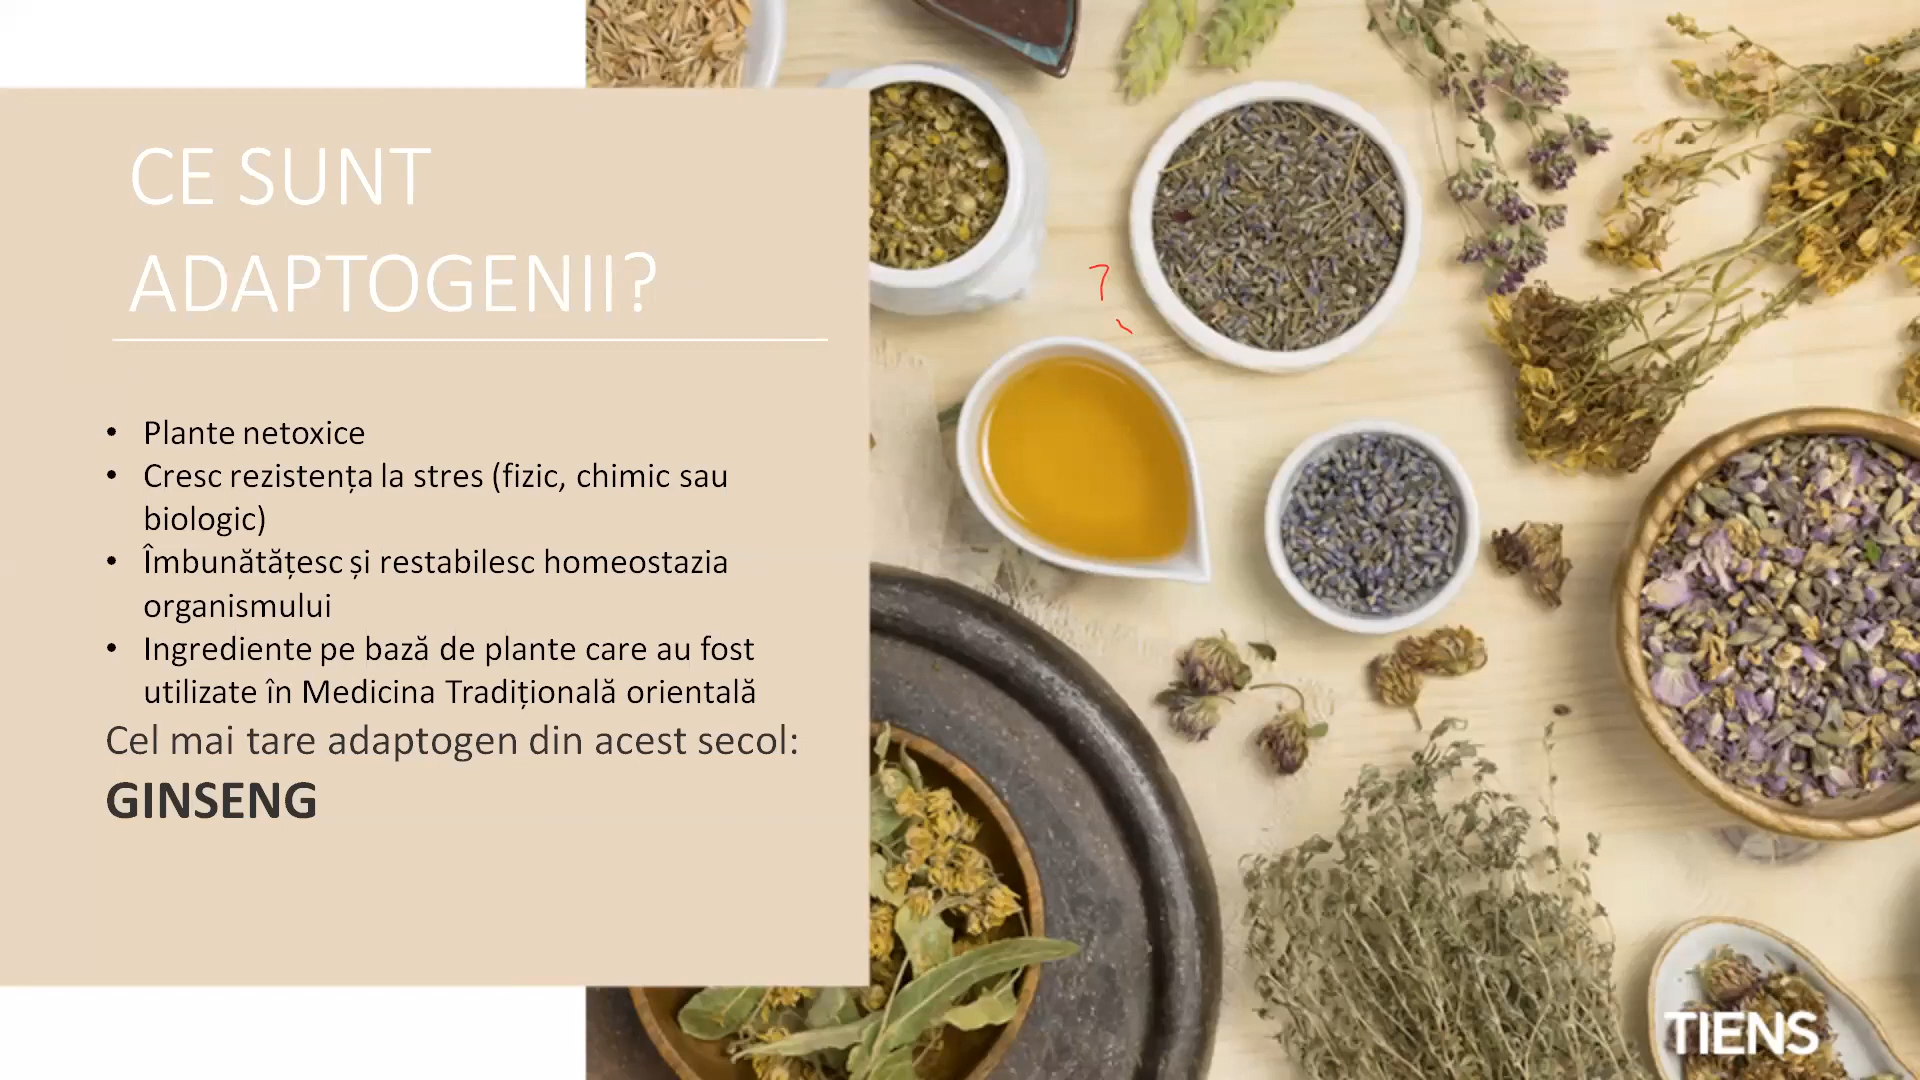 CE SUNT
ADAPTOGENII?
• Plante netoxice
• Cresc rezistența la stres (fizic, chimic sau
biologic)
• Îmbunătățesc și restabilesc homeostazia
organismului
• Ingrediente pe bază de plante care au fost
utilizate în Medicina Tradițională orientală
Cel mai tare adaptogen din acest secol:
GINSENG
TIENS